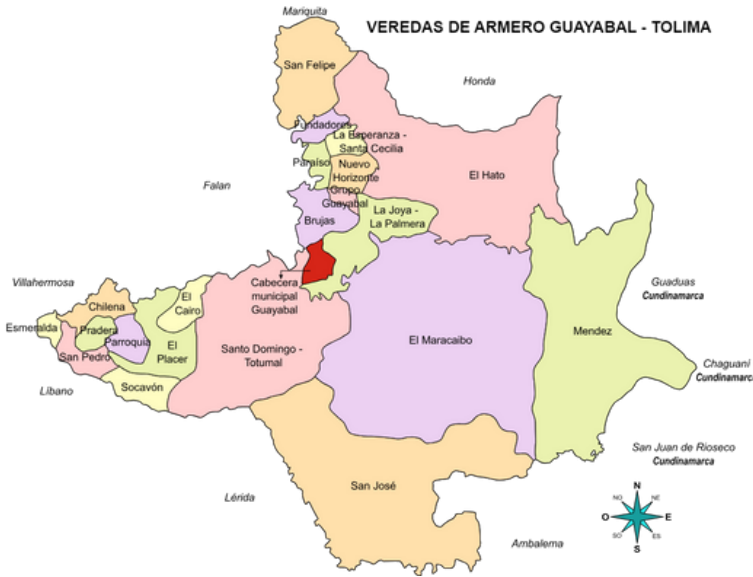 Mariquita
VEREDAS DE ARMERO GUAYABAL - TOLIMA
San Felipe
Honda
Fundadores
La Esperanza -
Santa Cecilia
Paraíso
Nuevo
Horizonte
El Hato
Falan
Grupo
Guayabal
La Joya -
La Palmera
Brujas
Villahermosa
Cabecera
municipal
Guayabal
Guaduas
Cundinamarca
Chilena
El
Cairo
Esmeralda
Pradera
Parroquia
El
Placer
San Pedro
Santo Domingo -
Totumal
El Maracaibo
Mendez
Chaguaní
Cundinamarca
Líbano
Socavón
San Juan de Rioseco
Cundinamarca
San José
Lérida
Ambalema
N
NO
NE
O
E
SO
ES
S